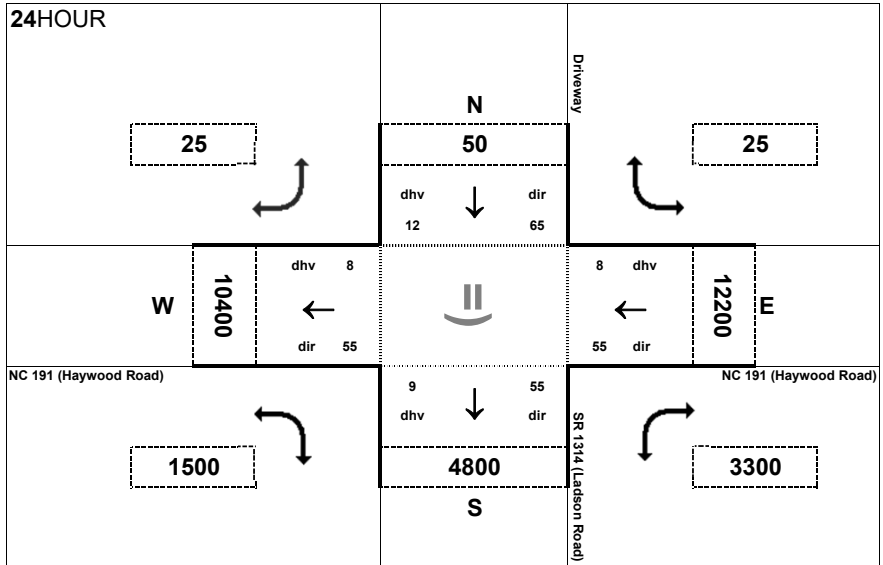 24HOUR
Driveway
N
25
50
25
dhv
dir
12
65
dhv 8
8 dhv
W
10400
12200
E
dir 55
55 dir
NC 191 (Haywood Road)
NC 191 (Haywood Road)
9
55
dhv
dir
SR 1314 (Ladson Road)
1500
4800
3300
S